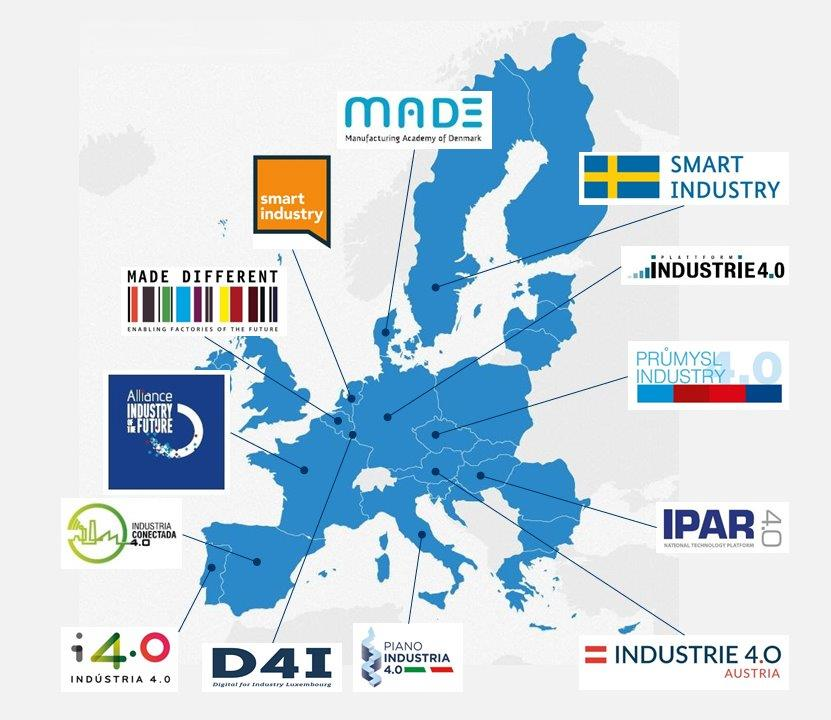 MADE
Manufacturing Academy of Denmark
smart
industry
SMART
INDUSTRY
PLATTFORM
INDUSTRIE 4.0
MADE DIFFERENT
ENABLING FACTORIES OF THE FUTURE
PRŮMYSL
INDUSTRY 4.0
Alliance
INDUSTRY
OF THE FUTURE
INDUSTRIA
CONECTADA
4.0
IPAR 4.0
NATIONAL TECHNOLOGY PLATFORM
i4.0
INDÚSTRIA 4.0
D4I
Digital for Industry Luxembourg
PIANO
INDUSTRIA
4.0
INDUSTRIE 4.0
AUSTRIA